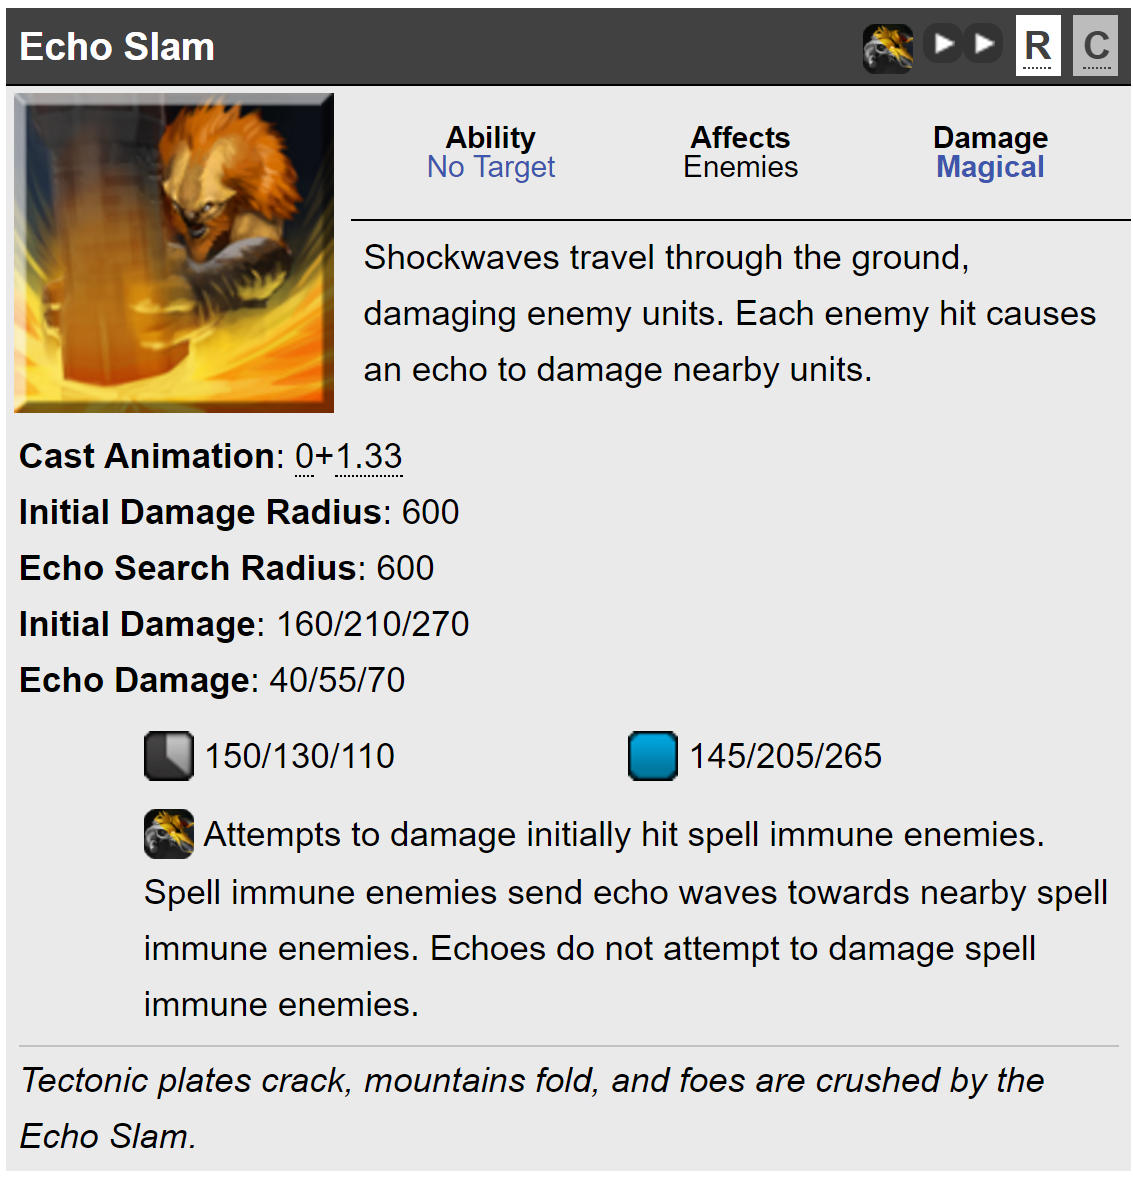 Echo Slam
R C
Ability Affects Damage
No Target Enemies Magical
Shockwaves travel through the ground,
damaging enemy units. Each enemy hit causes
an echo to damage nearby units.
Cast Animation: 0+1.33
Initial Damage Radius: 600
Echo Search Radius: 600
Initial Damage: 160/210/270
Echo Damage: 40/55/70
150/130/110 145/205/265
Attempts to damage initially hit spell immune enemies.
Spell immune enemies send echo waves towards nearby spell
immune enemies. Echoes do not attempt to damage spell
immune enemies.
Tectonic plates crack, mountains fold, and foes are crushed by the
Echo Slam.